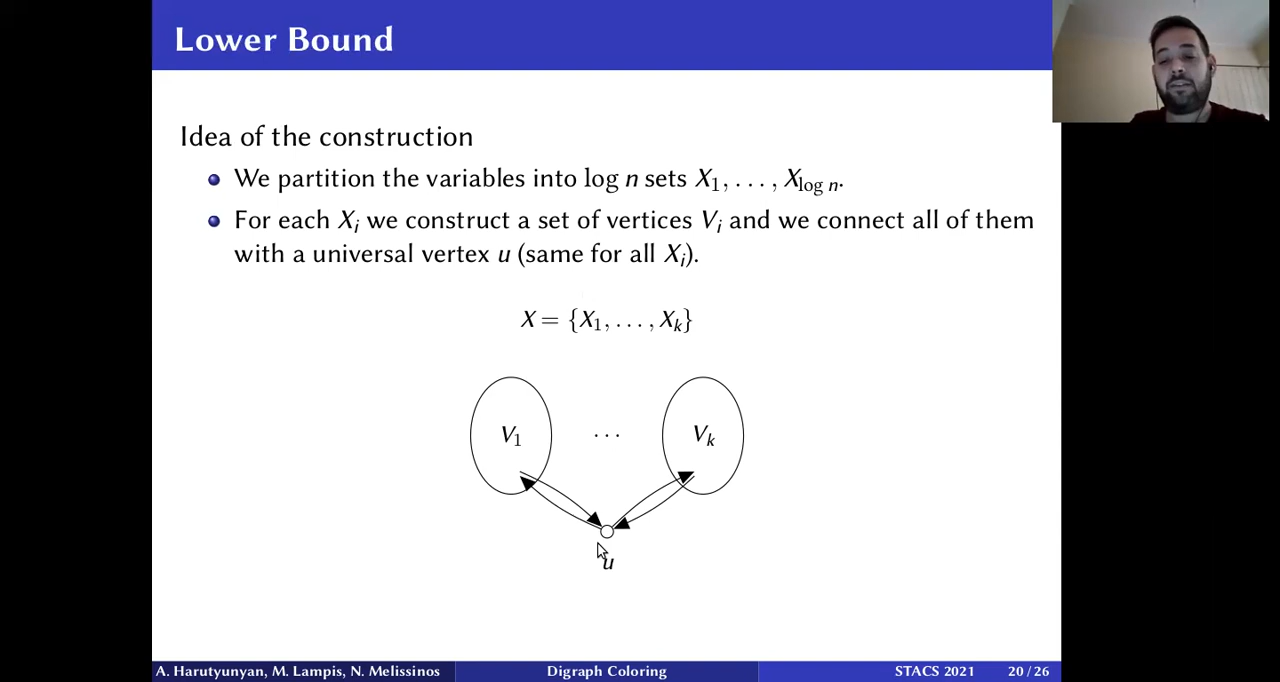 Lower Bound
Idea of the construction
We partition the variables into log n sets X₁, . . . , X_{log n}.
For each Xᵢ we construct a set of vertices Vᵢ and we connect all of them
with a universal vertex u (same for all Xᵢ).
X = {X₁, . . . , Xₖ}
V₁ · · · Vₖ
u
A. Harutyunyan, M. Lampis, N. Melissinos Digraph Coloring STACS 2021 20 / 26